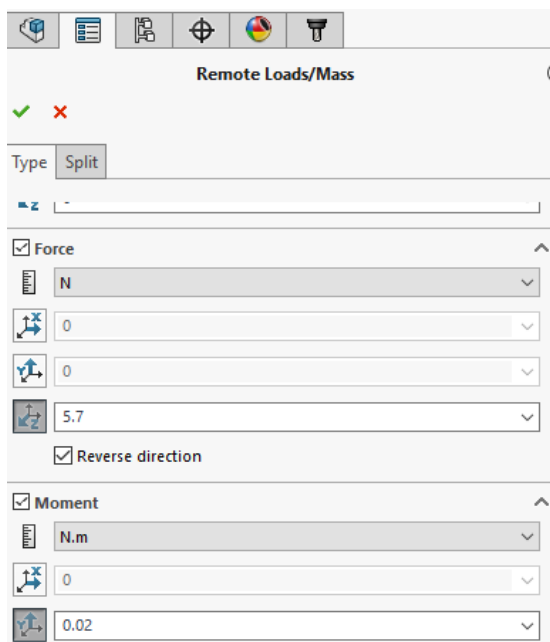 Remote Loads/Mass
Type Split
Z
Force
N
X 0
Y 0
Z 5.7
Reverse direction
Moment
N.m
X 0
Y 0.02